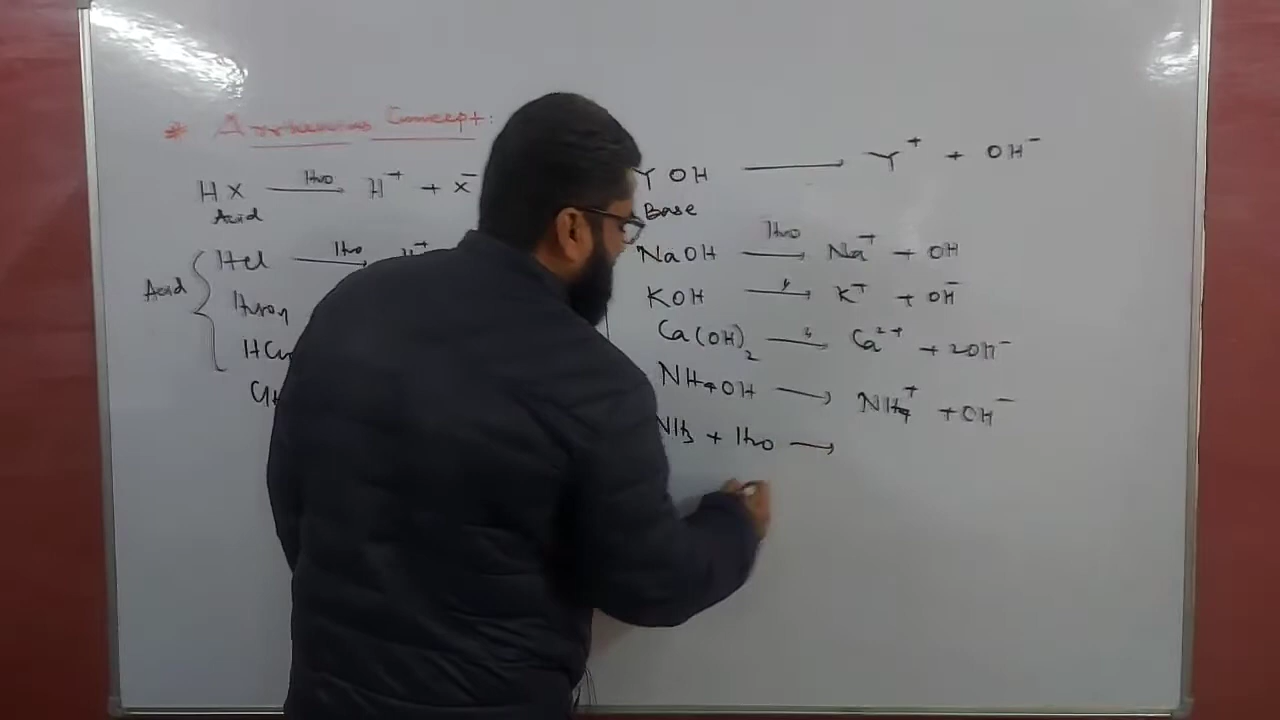 * Arrhenius Concept:
HX ⟶ H₂O H⁺ + X⁻
Acid
Acid { HCl ⟶ H₂O H⁺
H₂SO₄
HCN
CH
YOH ⟶ Y⁺ + OH⁻
Base
NaOH ⟶ H₂O Na⁺ + OH
KOH ⟶ K⁺ + OH⁻
Ca(OH)₂ ⟶ Ca²⁺ + 2OH⁻
NH₄OH ⟶ NH₄⁺ + OH⁻
NH₃ + H₂O ⟶